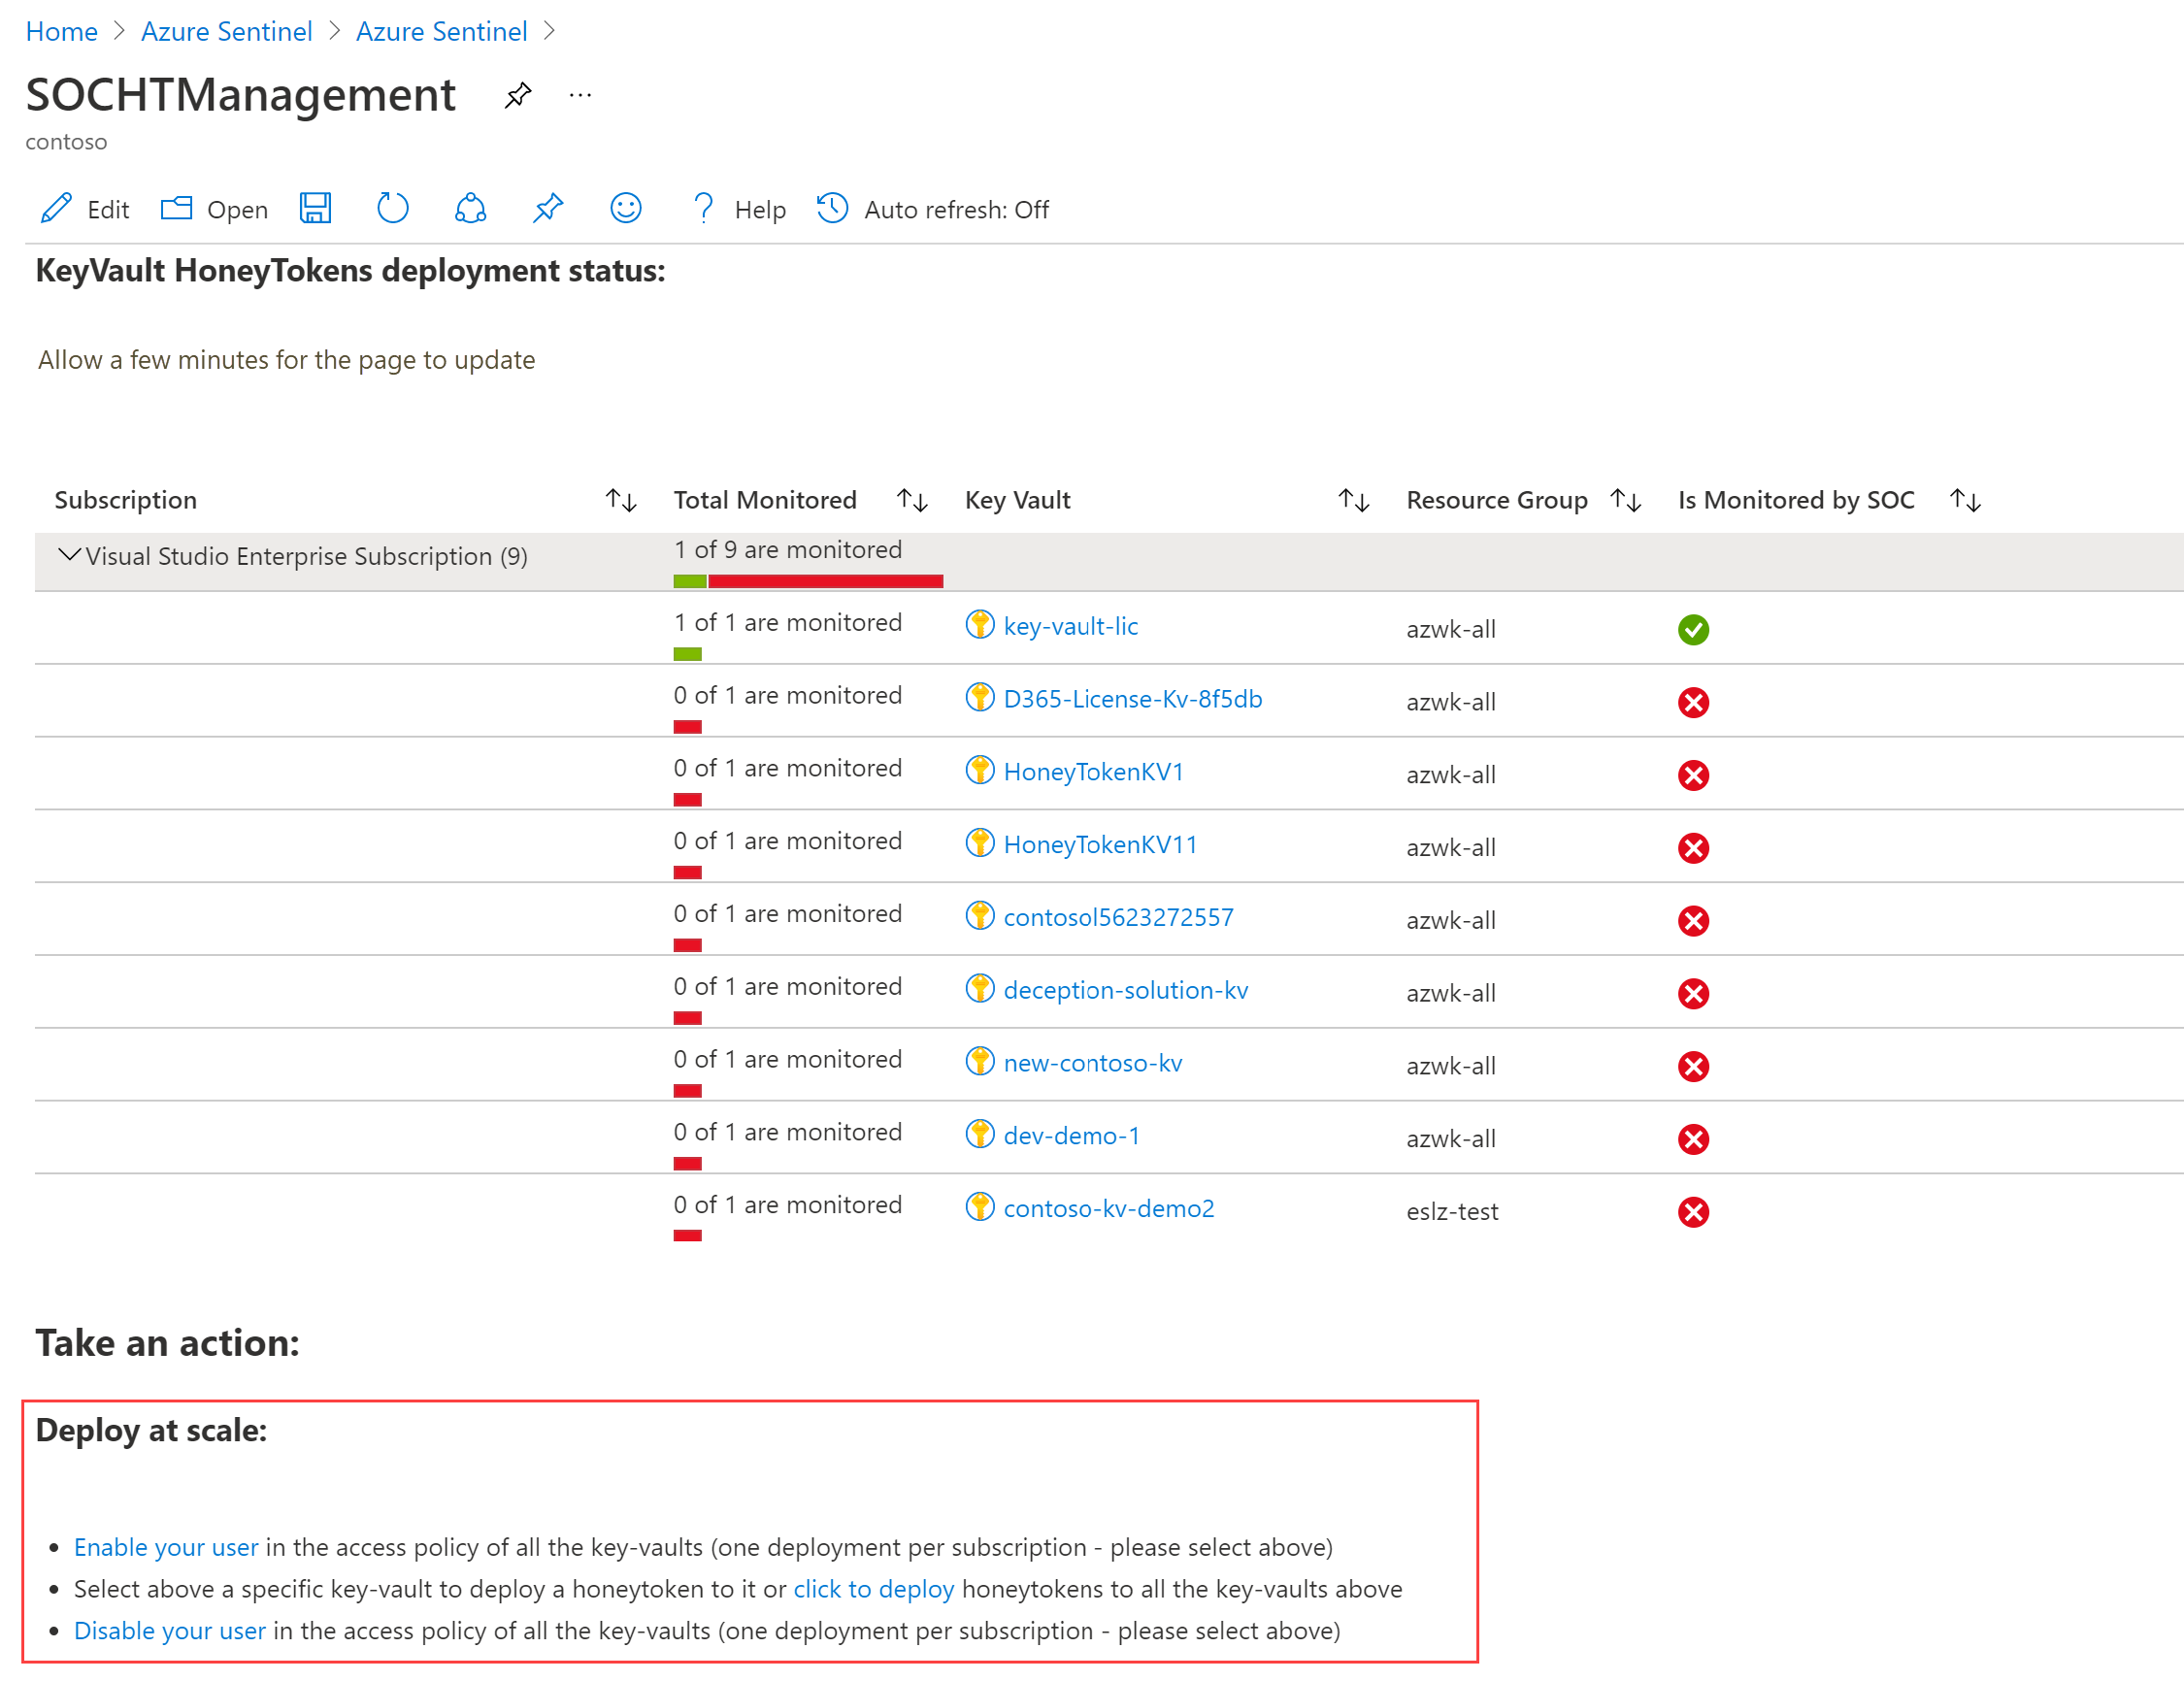 Home > Azure Sentinel > Azure Sentinel >
SOCHTManagement ...
contoso
Edit Open Help Auto refresh: Off
KeyVault HoneyTokens deployment status:
Allow a few minutes for the page to update
Subscription Total Monitored Key Vault Resource Group Is Monitored by SOC
Visual Studio Enterprise Subscription (9) 1 of 9 are monitored
1 of 1 are monitored key-vault-lic azwk-all
0 of 1 are monitored D365-License-Kv-8f5db azwk-all
0 of 1 are monitored HoneyTokenKV1 azwk-all
0 of 1 are monitored HoneyTokenKV11 azwk-all
0 of 1 are monitored contosol5623272557 azwk-all
0 of 1 are monitored deception-solution-kv azwk-all
0 of 1 are monitored new-contoso-kv azwk-all
0 of 1 are monitored dev-demo-1 azwk-all
0 of 1 are monitored contoso-kv-demo2 eslz-test
Take an action:
Deploy at scale:
• Enable your user in the access policy of all the key-vaults (one deployment per subscription - please select above)
• Select above a specific key-vault to deploy a honeytoken to it or click to deploy honeytokens to all the key-vaults above
• Disable your user in the access policy of all the key-vaults (one deployment per subscription - please select above)